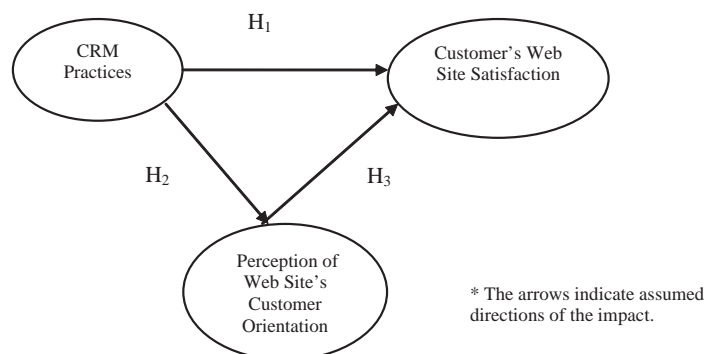 H₁
CRM
Practices
Customer's Web
Site Satisfaction
H₂
H₃
Perception of
Web Site's
Customer
Orientation
* The arrows indicate assumed
directions of the impact.